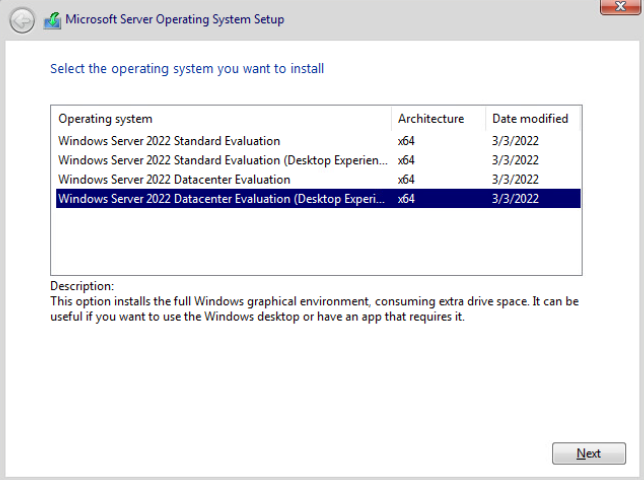 Microsoft Server Operating System Setup
Select the operating system you want to install
Operating system Architecture Date modified
Windows Server 2022 Standard Evaluation x64 3/3/2022
Windows Server 2022 Standard Evaluation (Desktop Experien... x64 3/3/2022
Windows Server 2022 Datacenter Evaluation x64 3/3/2022
Windows Server 2022 Datacenter Evaluation (Desktop Experi... x64 3/3/2022
Description:
This option installs the full Windows graphical environment, consuming extra drive space. It can be
useful if you want to use the Windows desktop or have an app that requires it.
Next